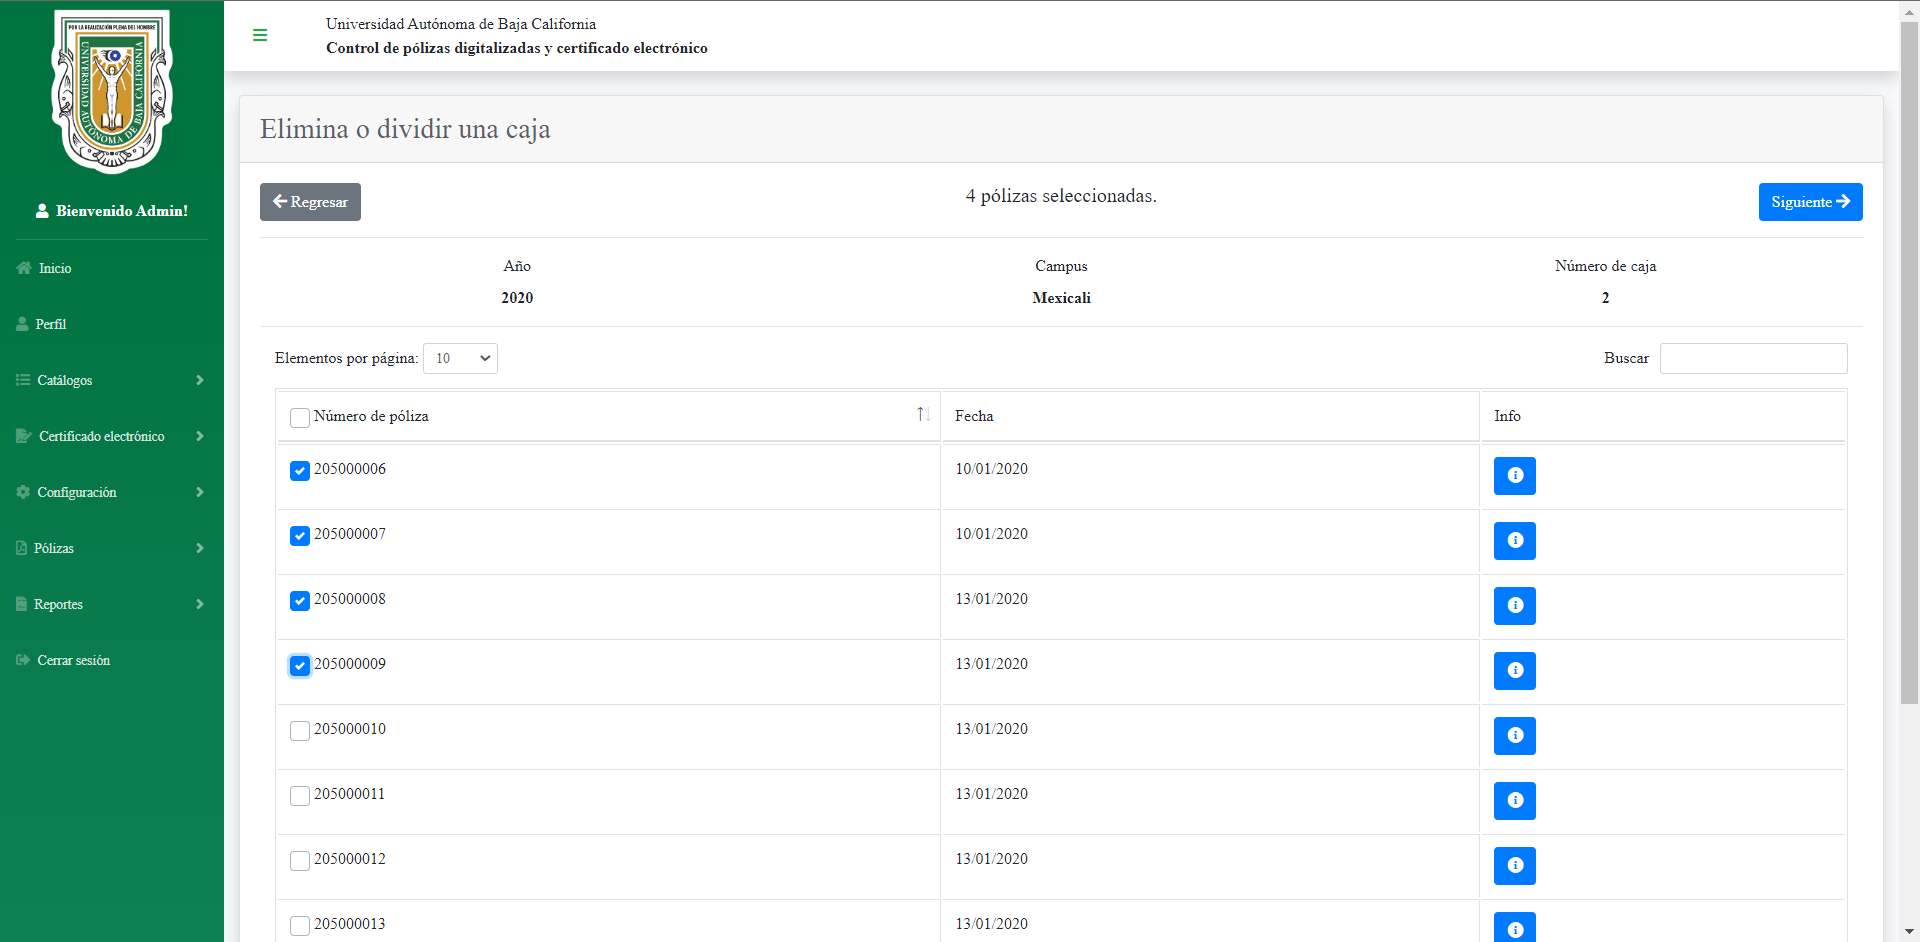 POR LA REALIZACIÓN PLENA DEL HOMBRE
UNIVERSIDAD AUTÓNOMA DE BAJA CALIFORNIA
Bienvenido Admin!
Inicio
Perfil
Catálogos
Certificado electrónico
Configuración
Pólizas
Reportes
Cerrar sesión
Universidad Autónoma de Baja California
Control de pólizas digitalizadas y certificado electrónico
Elimina o dividir una caja
Regresar
4 pólizas seleccionadas.
Siguiente
Año Campus Número de caja
2020 Mexicali 2
Elementos por página: 10 Buscar
Número de póliza Fecha Info
205000006 10/01/2020
205000007 10/01/2020
205000008 13/01/2020
205000009 13/01/2020
205000010 13/01/2020
205000011 13/01/2020
205000012 13/01/2020
205000013 13/01/2020